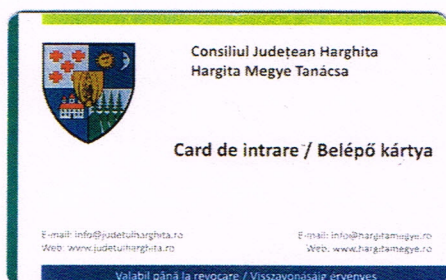 Consiliul Județean Harghita
Hargita Megye Tanácsa
Card de intrare / Belépő kártya
E-mail: info@judetulharghita.ro
Web: www.judetulharghita.ro
E-mail: info@hargitamegye.ro
Web: www.hargitamegye.ro
Valabil până la revocare / Visszavonásáig érvényes